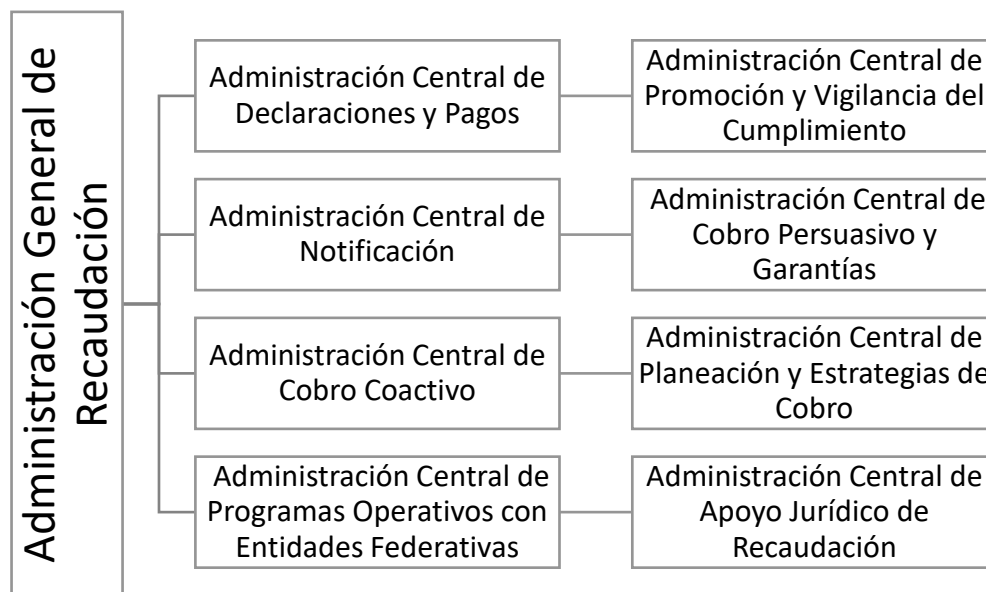 Administración General de
Recaudación
Administración Central de
Declaraciones y Pagos
Administración Central de
Promoción y Vigilancia del
Cumplimiento
Administración Central de
Notificación
Administración Central de
Cobro Persuasivo y
Garantías
Administración Central de
Cobro Coactivo
Administración Central de
Planeación y Estrategias de
Cobro
Administración Central de
Programas Operativos con
Entidades Federativas
Administración Central de
Apoyo Jurídico de
Recaudación